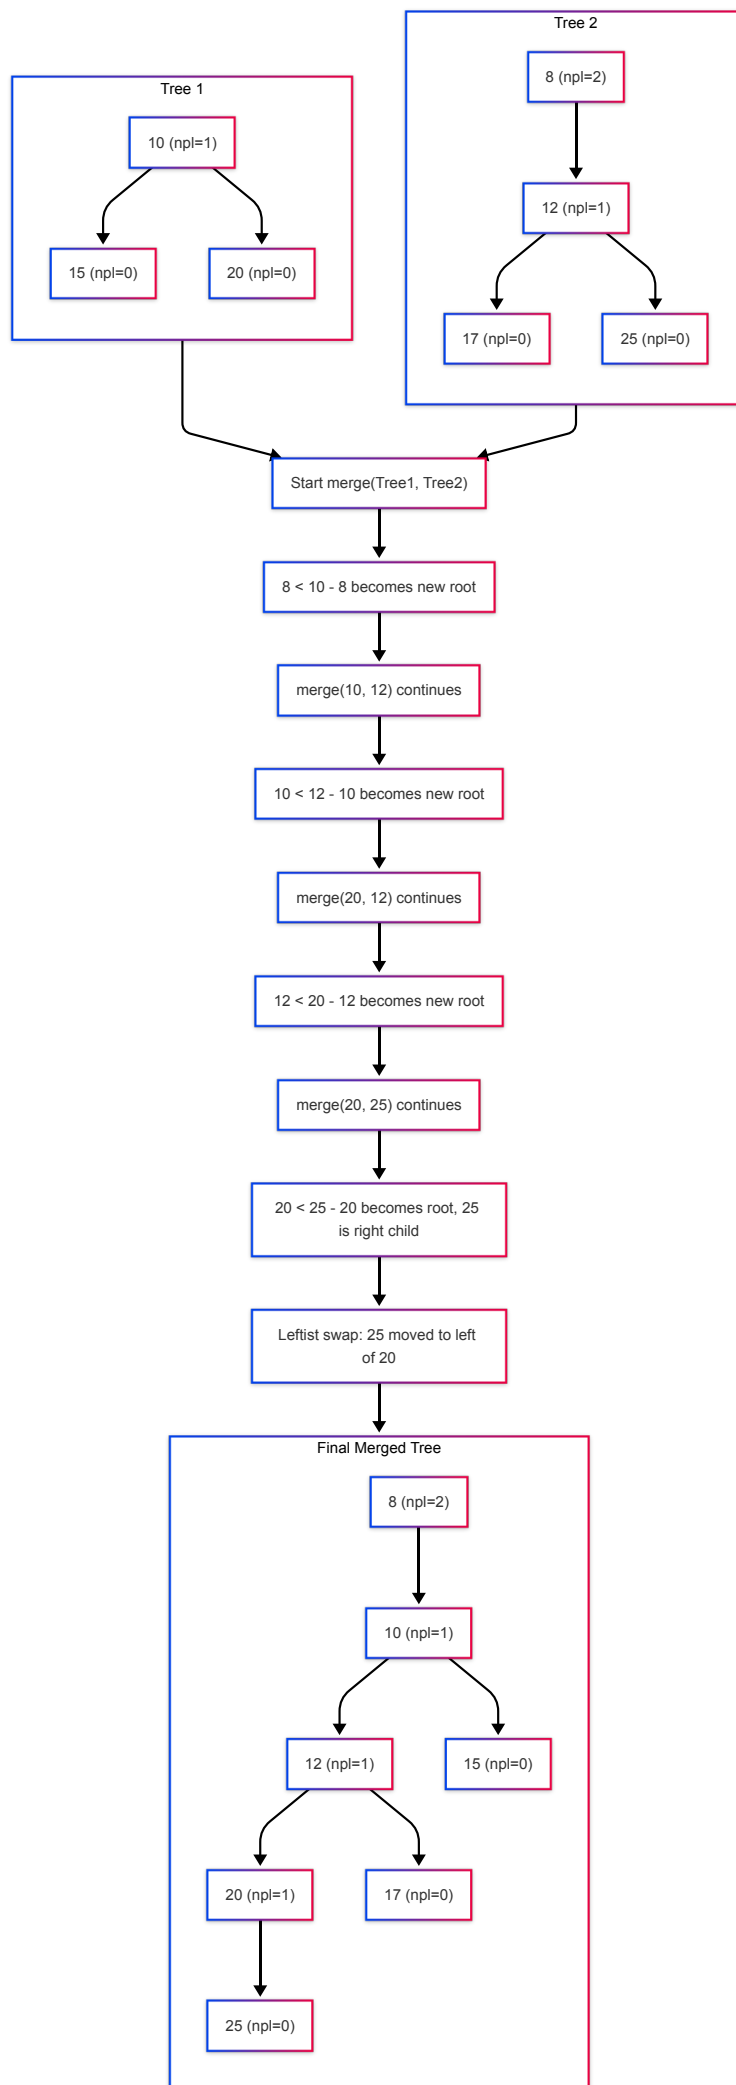 Tree 1
10 (npl=1)
15 (npl=0)
20 (npl=0)
Tree 2
8 (npl=2)
12 (npl=1)
17 (npl=0)
25 (npl=0)
Start merge(Tree1, Tree2)
8 < 10 - 8 becomes new root
merge(10, 12) continues
10 < 12 - 10 becomes new root
merge(20, 12) continues
12 < 20 - 12 becomes new root
merge(20, 25) continues
20 < 25 - 20 becomes root, 25
is right child
Leftist swap: 25 moved to left
of 20
Final Merged Tree
8 (npl=2)
10 (npl=1)
12 (npl=1)
15 (npl=0)
20 (npl=1)
17 (npl=0)
25 (npl=0)